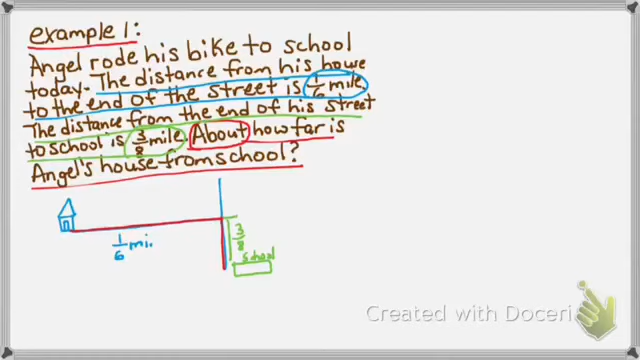 example 1:
Angel rode his bike to school
today. The distance from his house
to the end of the street is 1/6 mile.
The distance from the end of his street
to school is 3/8 mile. About how far is
Angel's house from school?
1/6 mi.
3/8
school
Created with Doceri